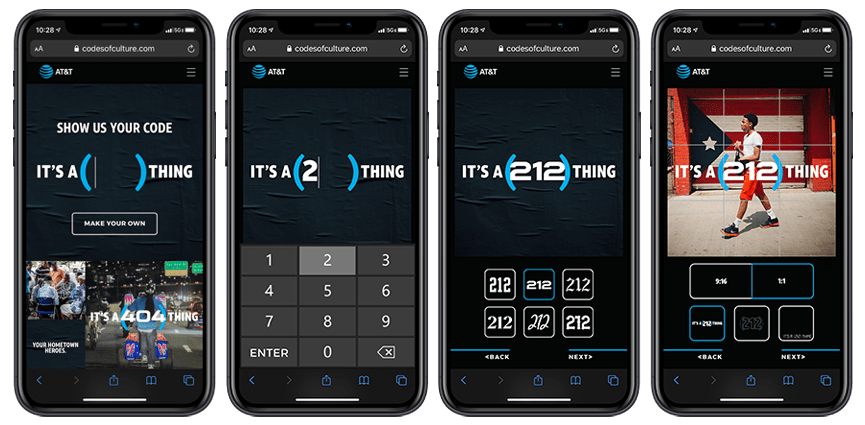 10:28
5G
AA codesofculture.com
AT&T
SHOW US YOUR CODE
IT'S A ( ) THING
MAKE YOUR OWN
IT'S A 404 THING
YOUR HOMETOWN
HEROES.
10:28
5G
AA codesofculture.com
AT&T
IT'S A (2 ) THING
1 2 3
4 5 6
7 8 9
ENTER 0
10:28
5G
AA codesofculture.com
AT&T
IT'S A (212) THING
212 212 212
212 212 212
<BACK NEXT>
10:28
5G
AA codesofculture.com
AT&T
IT'S A (212) THING
9:16 1:1
IT'S A (212) THING (212) IT'S A (212) THING
<BACK NEXT>